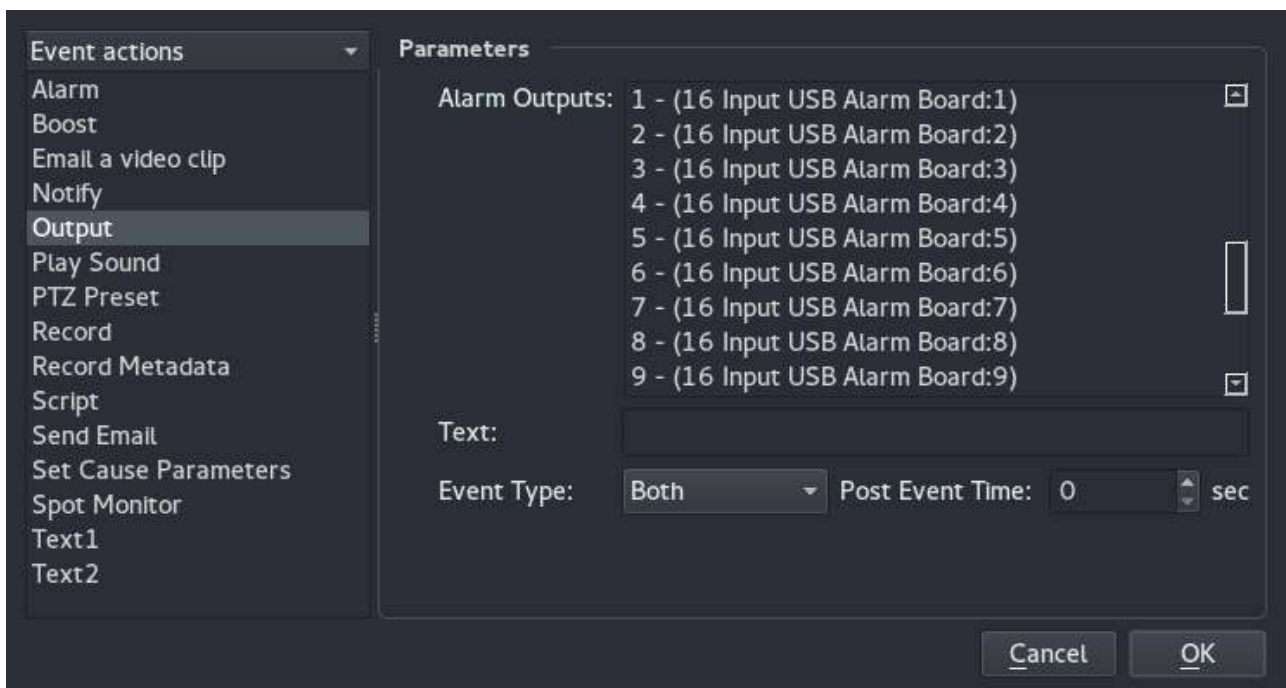 Event actions
Alarm
Boost
Email a video clip
Notify
Output
Play Sound
PTZ Preset
Record
Record Metadata
Script
Send Email
Set Cause Parameters
Spot Monitor
Text1
Text2
Parameters
Alarm Outputs: 1 - (16 Input USB Alarm Board:1)
2 - (16 Input USB Alarm Board:2)
3 - (16 Input USB Alarm Board:3)
4 - (16 Input USB Alarm Board:4)
5 - (16 Input USB Alarm Board:5)
6 - (16 Input USB Alarm Board:6)
7 - (16 Input USB Alarm Board:7)
8 - (16 Input USB Alarm Board:8)
9 - (16 Input USB Alarm Board:9)
Text:
Event Type: Both Post Event Time: 0 sec
Cancel OK